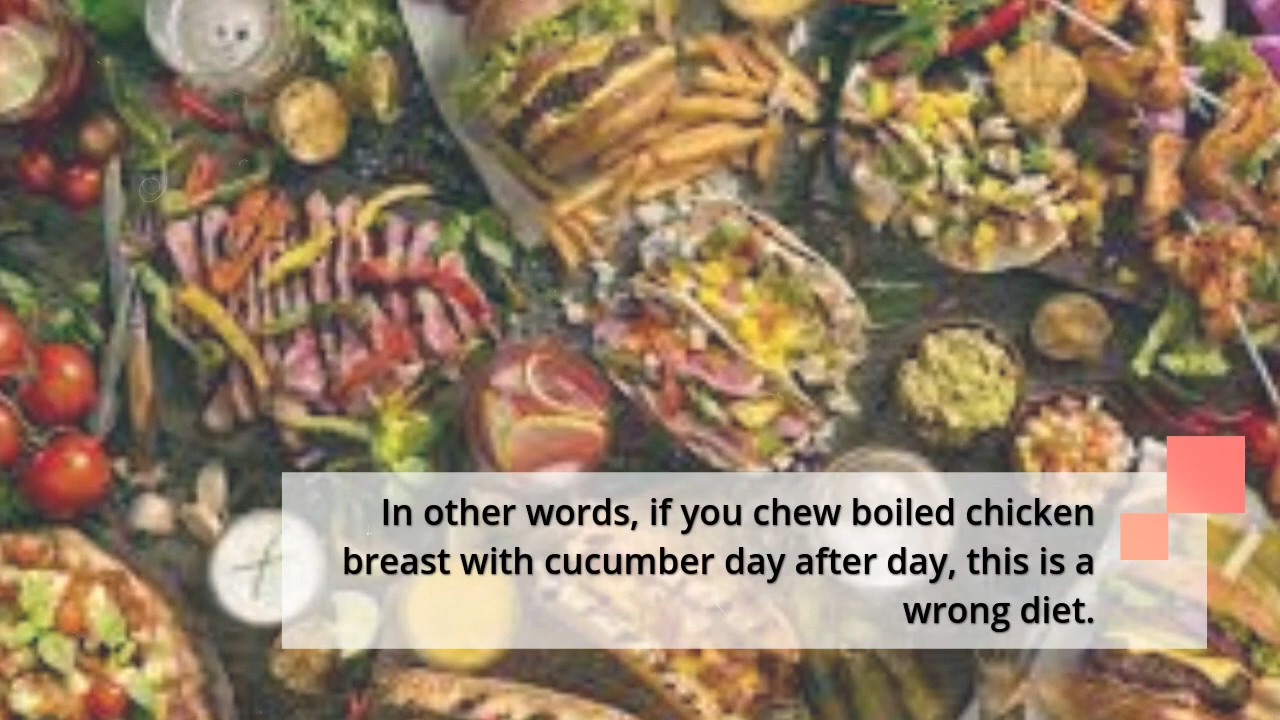 In other words, if you chew boiled chicken
breast with cucumber day after day, this is a
wrong diet.